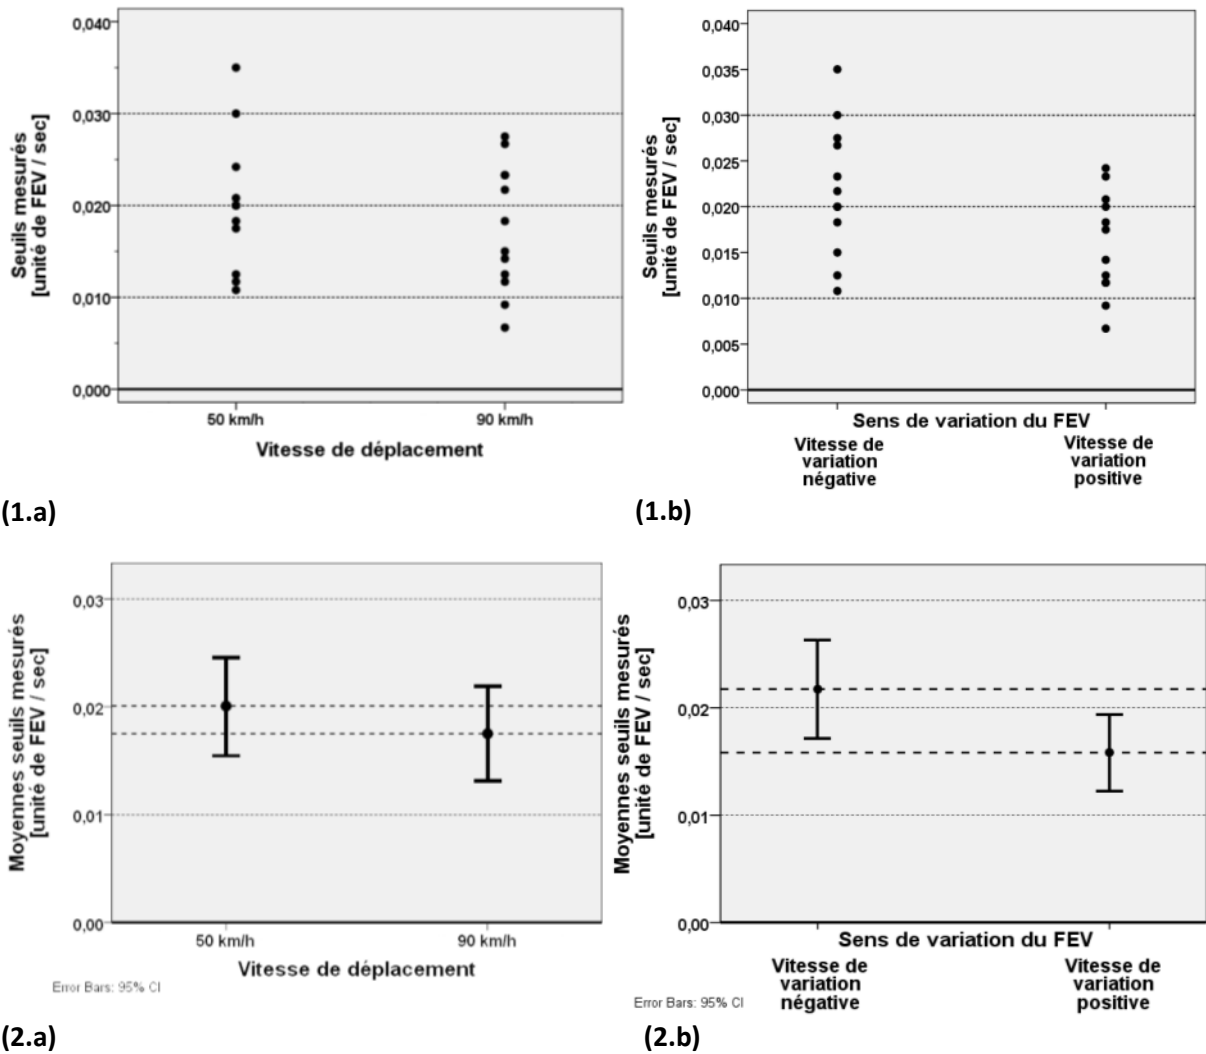 0,040
0,030
0,020
0,010
0,000
Seuils mesurés
[unité de FEV / sec]
50 km/h
90 km/h
Vitesse de déplacement
(1.a)
0,040
0,035
0,030
0,025
0,020
0,015
0,010
0,005
0,000
Seuils mesurés
[unité de FEV / sec]
Sens de variation du FEV
Vitesse de
variation
négative
Vitesse de
variation
positive
(1.b)
0,03
0,02
0,01
0,00
Moyennes seuils mesurés
[unité de FEV / sec]
50 km/h
90 km/h
Vitesse de déplacement
Error Bars: 95% CI
(2.a)
0,03
0,02
0,01
0,00
Moyennes seuils mesurés
[unité de FEV / sec]
Sens de variation du FEV
Vitesse de
variation
négative
Vitesse de
variation
positive
Error Bars: 95% CI
(2.b)